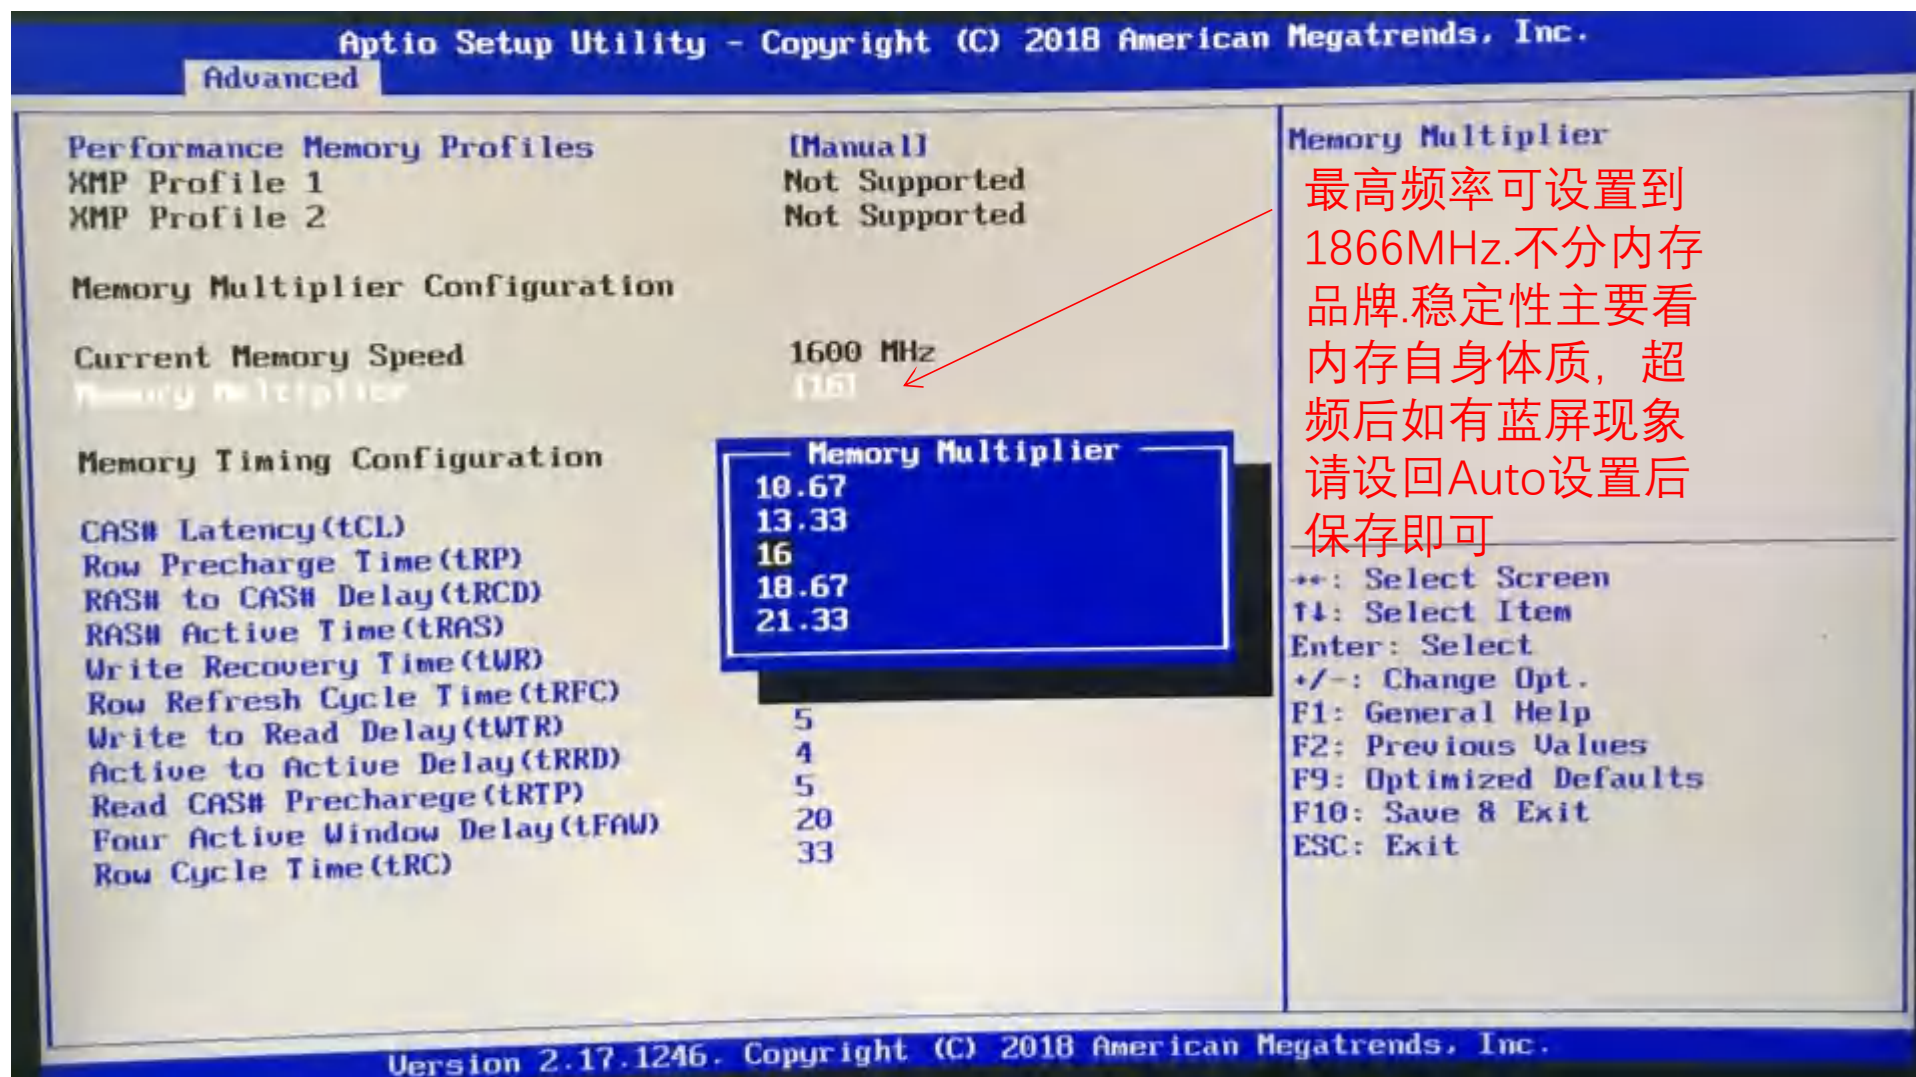 Aptio Setup Utility - Copyright (C) 2018 American Megatrends, Inc.
Advanced
Performance Memory Profiles [Manual]
XMP Profile 1 Not Supported
XMP Profile 2 Not Supported
Memory Multiplier Configuration
Current Memory Speed 1600 MHz
Memory Multiplier [16]
Memory Timing Configuration
CAS# Latency(tCL)
Row Precharge Time(tRP)
RAS# to CAS# Delay(tRCD)
RAS# Active Time(tRAS)
Write Recovery Time(tWR)
Row Refresh Cycle Time(tRFC)
Write to Read Delay(tWTR) 5
Active to Active Delay(tRRD) 4
Read CAS# Precharege(tRTP) 5
Four Active Window Delay(tFAW) 20
Row Cycle Time(tRC) 33
Memory Multiplier
10.67
13.33
16
18.67
21.33
Memory Multiplier
最高频率可设置到
1866MHz.不分内存
品牌.稳定性主要看
内存自身体质，超
频后如有蓝屏现象
请设回Auto设置后
保存即可
→←: Select Screen
↑↓: Select Item
Enter: Select
+/-: Change Opt.
F1: General Help
F2: Previous Values
F9: Optimized Defaults
F10: Save & Exit
ESC: Exit
Version 2.17.1246. Copyright (C) 2018 American Megatrends, Inc.